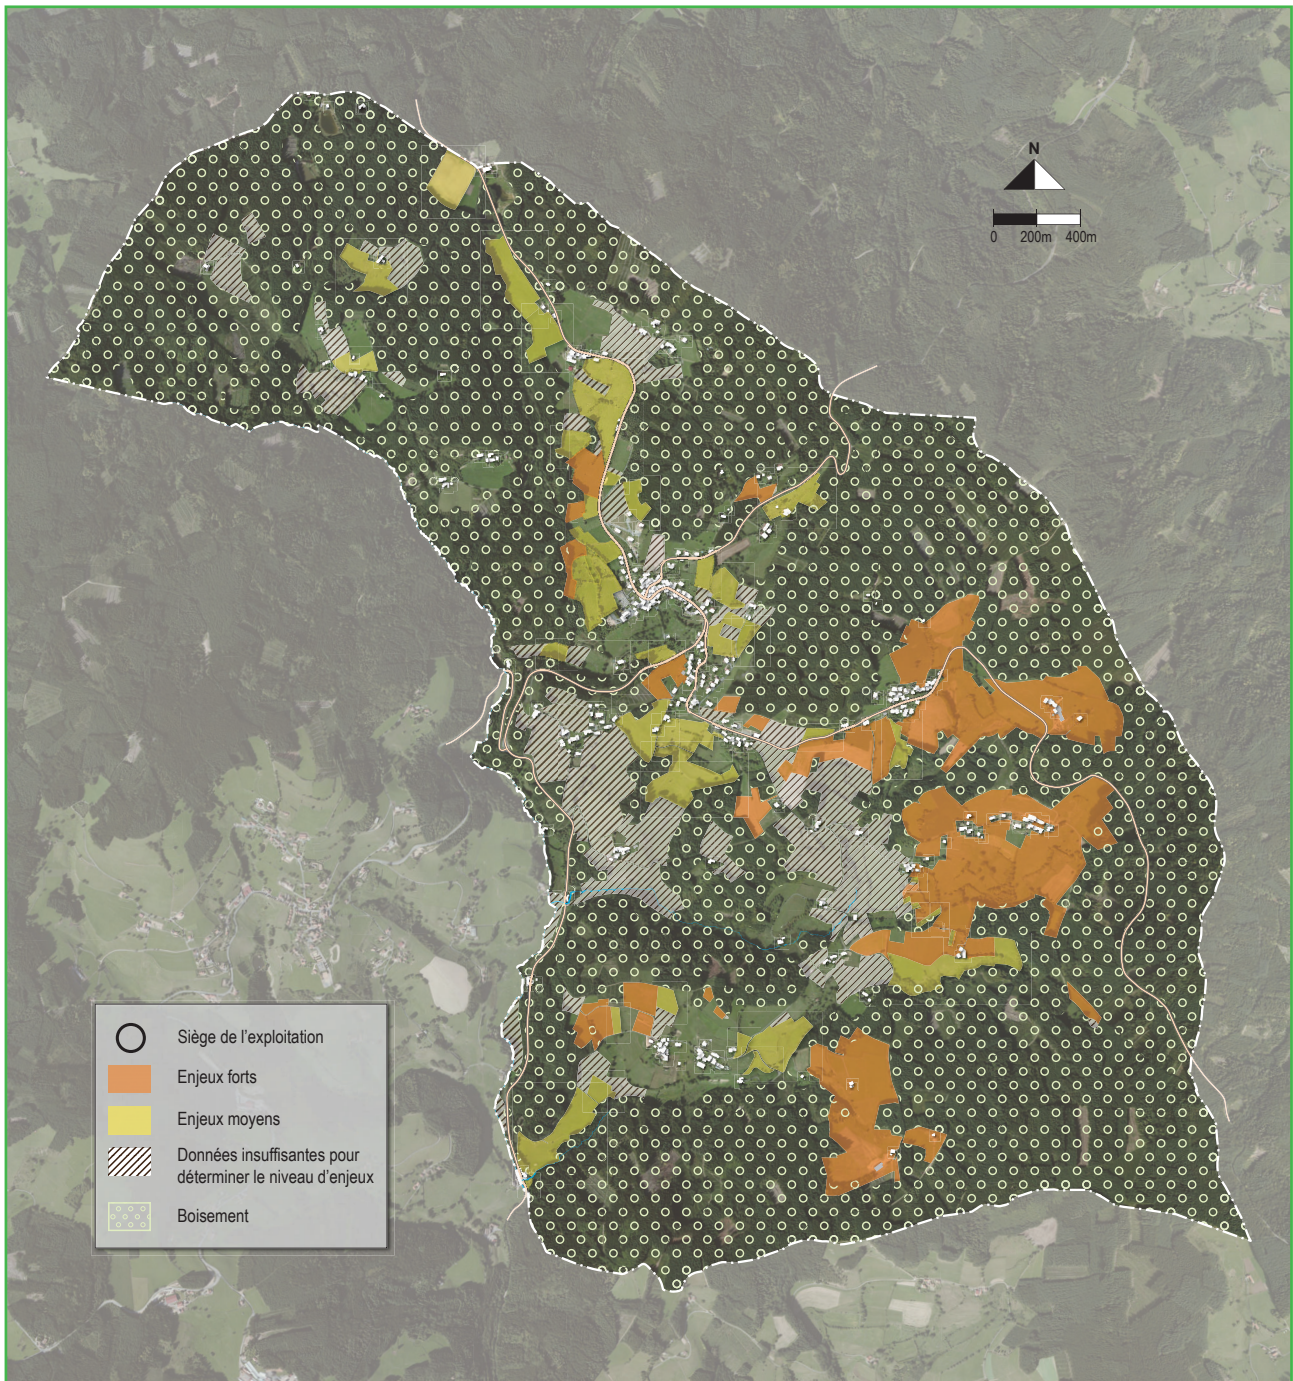 N
0 200m 400m
Siège de l'exploitation
Enjeux forts
Enjeux moyens
Données insuffisantes pour
déterminer le niveau d'enjeux
Boisement